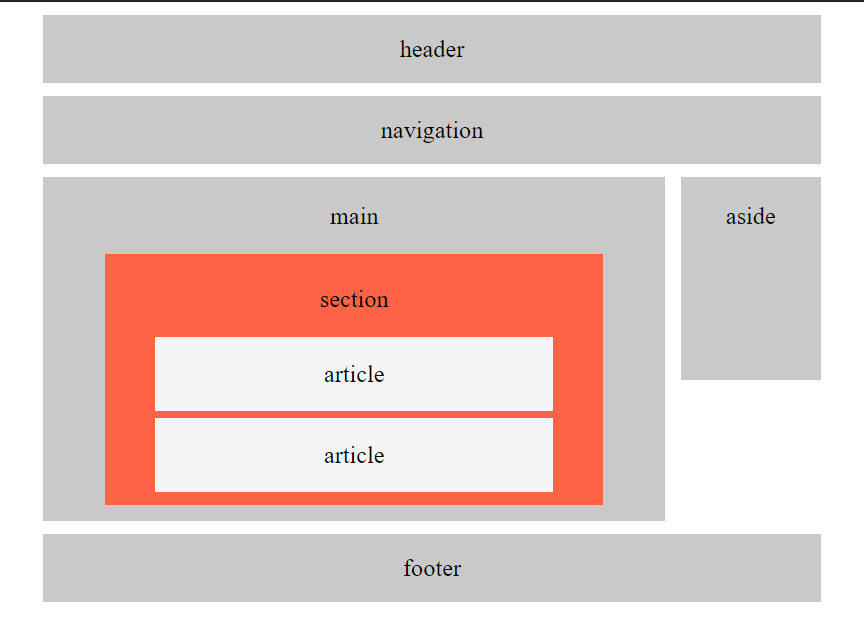 header
navigation
main
aside
section
article
article
footer